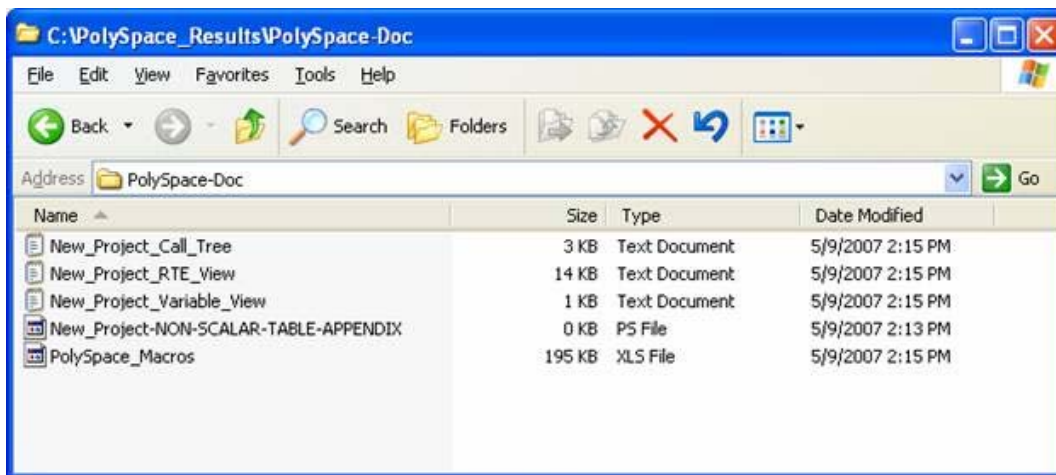 C:\PolySpace_Results\PolySpace-Doc
File Edit View Favorites Tools Help
Back Search Folders
Address PolySpace-Doc Go
Name Size Type Date Modified
New_Project_Call_Tree 3 KB Text Document 5/9/2007 2:15 PM
New_Project_RTE_View 14 KB Text Document 5/9/2007 2:15 PM
New_Project_Variable_View 1 KB Text Document 5/9/2007 2:15 PM
New_Project-NON-SCALAR-TABLE-APPENDIX 0 KB PS File 5/9/2007 2:13 PM
PolySpace_Macros 195 KB XLS File 5/9/2007 2:15 PM